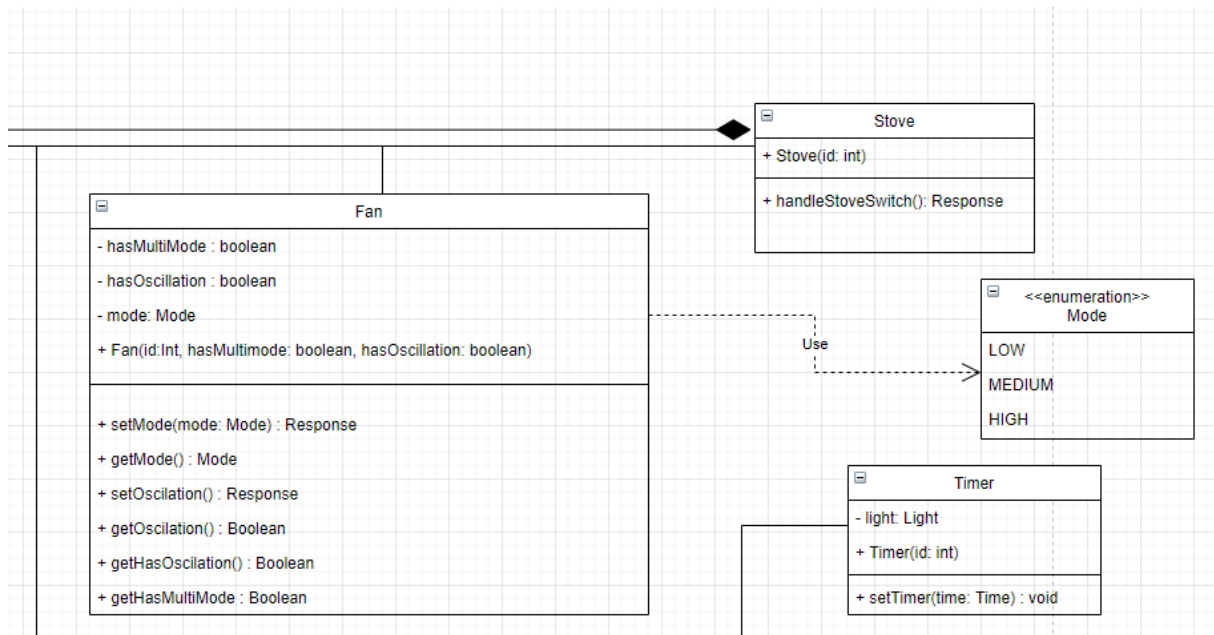 Stove
+ Stove(id: int)
+ handleStoveSwitch(): Response
Fan
- hasMultiMode : boolean
- hasOscillation : boolean
- mode: Mode
+ Fan(id:Int, hasMultimode: boolean, hasOscillation: boolean)
+ setMode(mode: Mode) : Response
+ getMode() : Mode
+ setOscilation() : Response
+ getOscilation() : Boolean
+ getHasOscilation() : Boolean
+ getHasMultiMode : Boolean
Use
<<enumeration>>
Mode
LOW
MEDIUM
HIGH
Timer
- light: Light
+ Timer(id: int)
+ setTimer(time: Time) : void